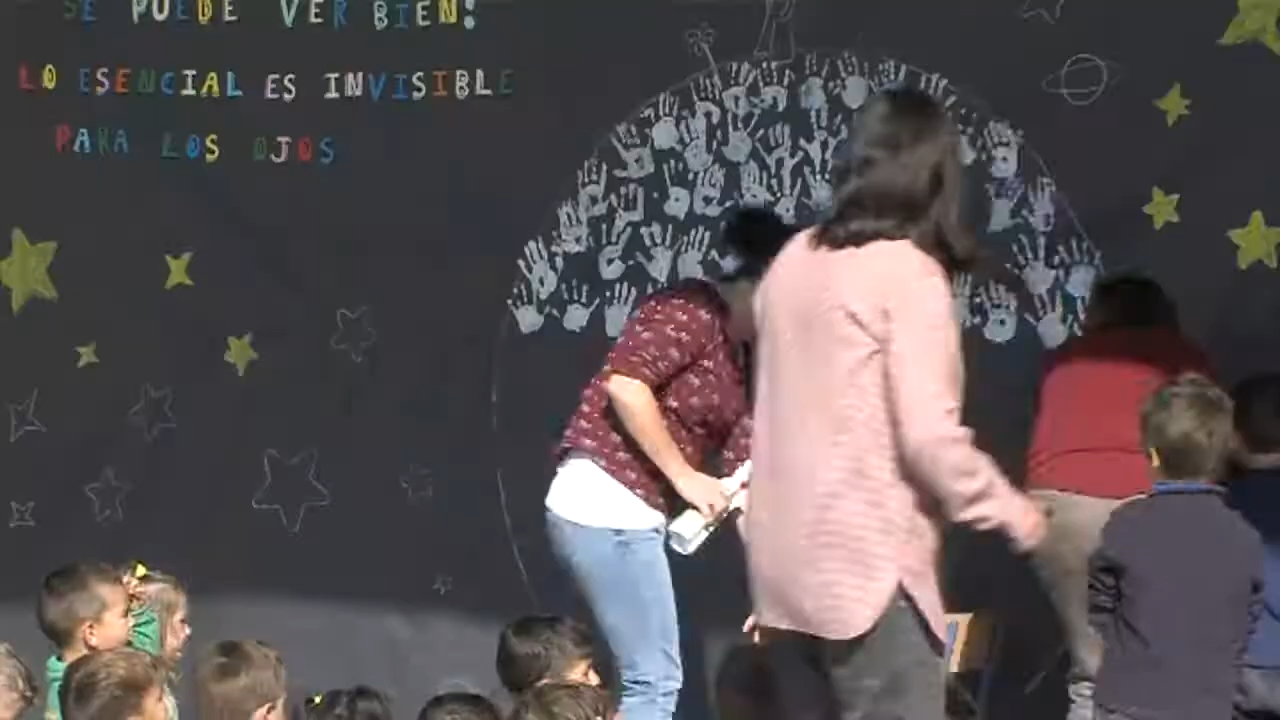 SE PUEDE VER BIEN:
LO ESENCIAL ES INVISIBLE
PARA LOS OJOS